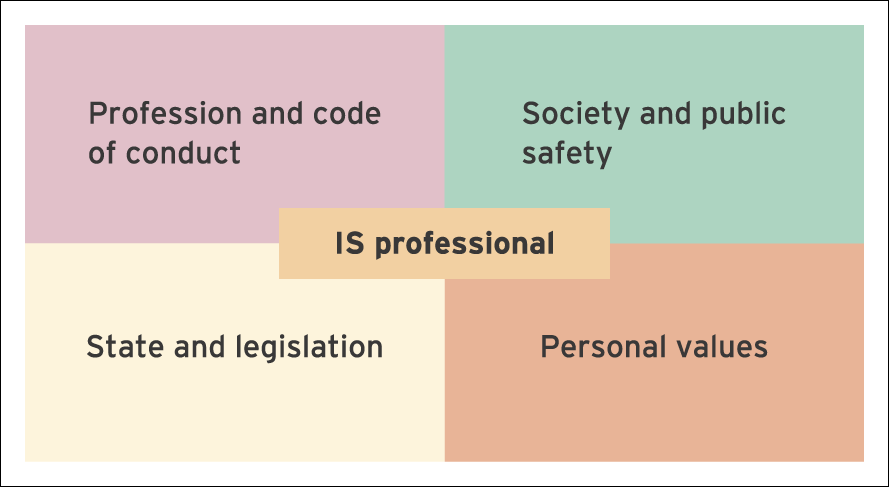 Profession and code
of conduct
Society and public
safety
IS professional
State and legislation
Personal values